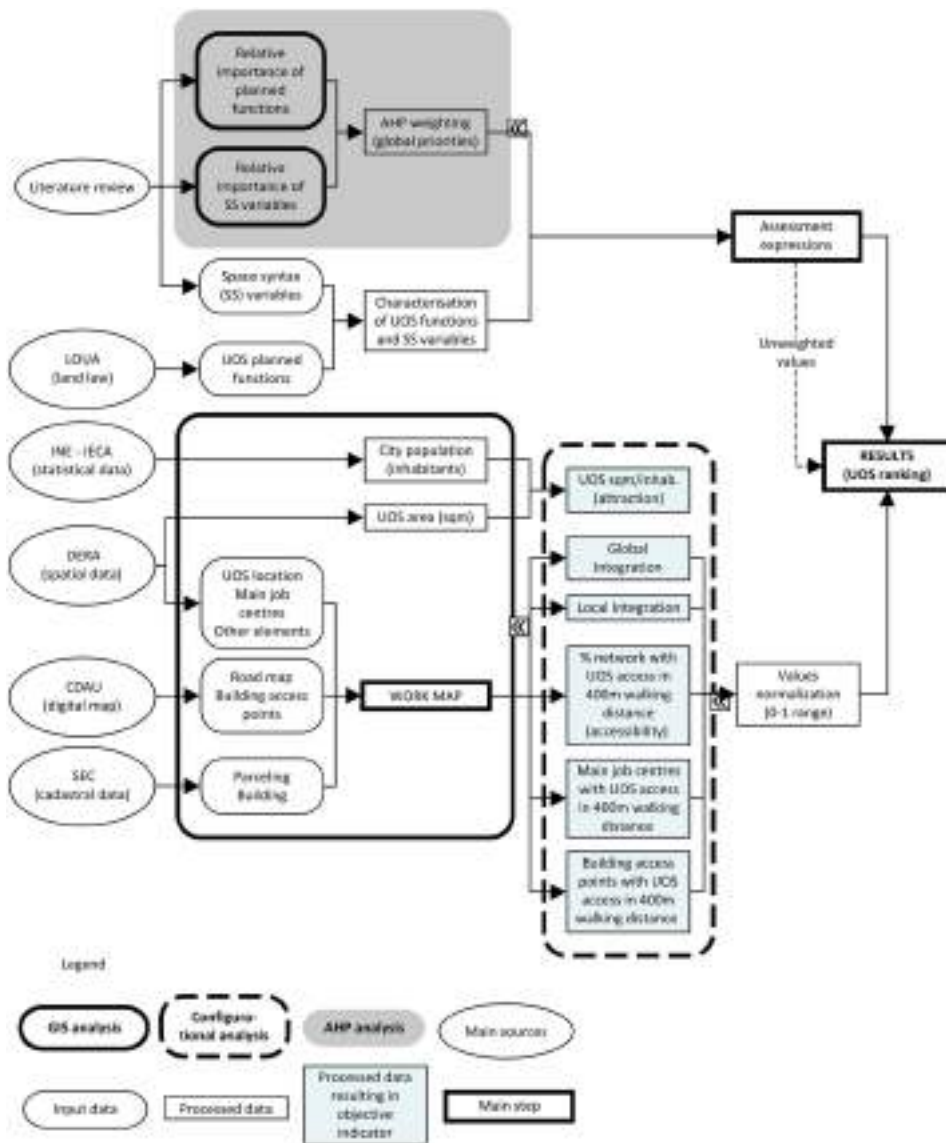 Relative
importance of
planned
functions
AHP weighting
(global priorities)
Literature review
Relative
importance of
SS variables
Assessment
expressions
Space syntax
(SS) variables
Characterisation
of UOS functions
and SS variables
Unweighted
values
LOUA
(land law)
UOS planned
functions
INE - IECA
(statistical data)
City population
(inhabitants)
UOS sqm/inhab.
(attraction)
RESULTS
(UOS ranking)
UOS area (sqm)
DERA
(spatial data)
Global
Integration
UOS location
Main job
centres
Other elements
Local Integration
% network with
UOS access in
400m walking
distance
(accessibility)
CDAU
(digital map)
Road map
Building access
points
WORK MAP
Values
normalization
(0-1 range)
SEC
(cadastral data)
Parceling
Building
Main job centres
with UOS access
in 400m walking
distance
Building access
points with UOS
access in 400m
walking distance
Legend
GIS analysis
Configura-
tional analysis
AHP analysis
Main sources
Input data
Processed data
Processed data
resulting in
objective
indicator
Main step